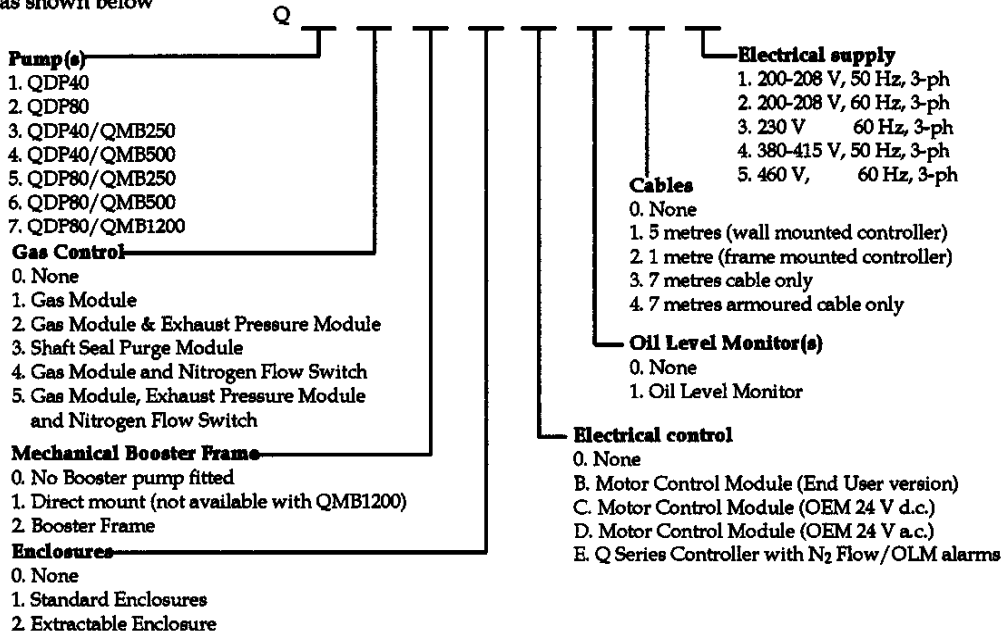 as shown below
Q
Pump(s)
1. QDP40
2. QDP80
3. QDP40/QMB250
4. QDP40/QMB500
5. QDP80/QMB250
6. QDP80/QMB500
7. QDP80/QMB1200
Gas Control
0. None
1. Gas Module
2. Gas Module & Exhaust Pressure Module
3. Shaft Seal Purge Module
4. Gas Module and Nitrogen Flow Switch
5. Gas Module, Exhaust Pressure Module
and Nitrogen Flow Switch
Mechanical Booster Frame
0. No Booster pump fitted
1. Direct mount (not available with QMB1200)
2. Booster Frame
Enclosures
0. None
1. Standard Enclosures
2. Extractable Enclosure
Electrical supply
1. 200-208 V, 50 Hz, 3-ph
2. 200-208 V, 60 Hz, 3-ph
3. 230 V 60 Hz, 3-ph
4. 380-415 V, 50 Hz, 3-ph
5. 460 V, 60 Hz, 3-ph
Cables
0. None
1. 5 metres (wall mounted controller)
2. 1 metre (frame mounted controller)
3. 7 metres cable only
4. 7 metres armoured cable only
Oil Level Monitor(s)
0. None
1. Oil Level Monitor
Electrical control
0. None
B. Motor Control Module (End User version)
C. Motor Control Module (OEM 24 V d.c.)
D. Motor Control Module (OEM 24 V a.c.)
E. Q Series Controller with N2 Flow/OLM alarms